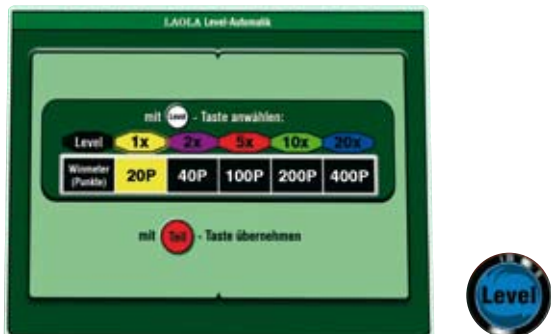 LAOLA Level-Automatik
mit Level - Taste anwählen:
Level 1x 2x 5x 10x 20x
Winmeter (Punkte) 20P 40P 100P 200P 400P
mit Teil - Taste übernehmen
Level